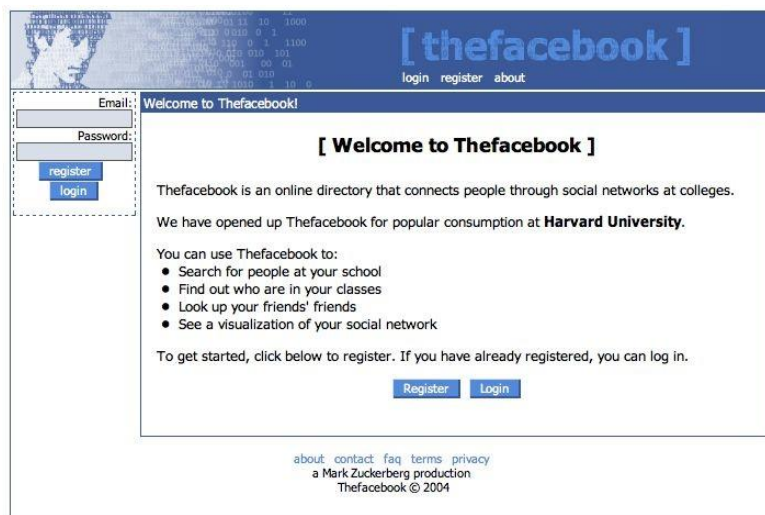 [ thefacebook ]
login register about
Email:
Password:
register
login
Welcome to Thefacebook!
[ Welcome to Thefacebook ]
Thefacebook is an online directory that connects people through social networks at colleges.
We have opened up Thefacebook for popular consumption at Harvard University.
You can use Thefacebook to:
• Search for people at your school
• Find out who are in your classes
• Look up your friends' friends
• See a visualization of your social network
To get started, click below to register. If you have already registered, you can log in.
Register Login
about contact faq terms privacy
a Mark Zuckerberg production
Thefacebook © 2004